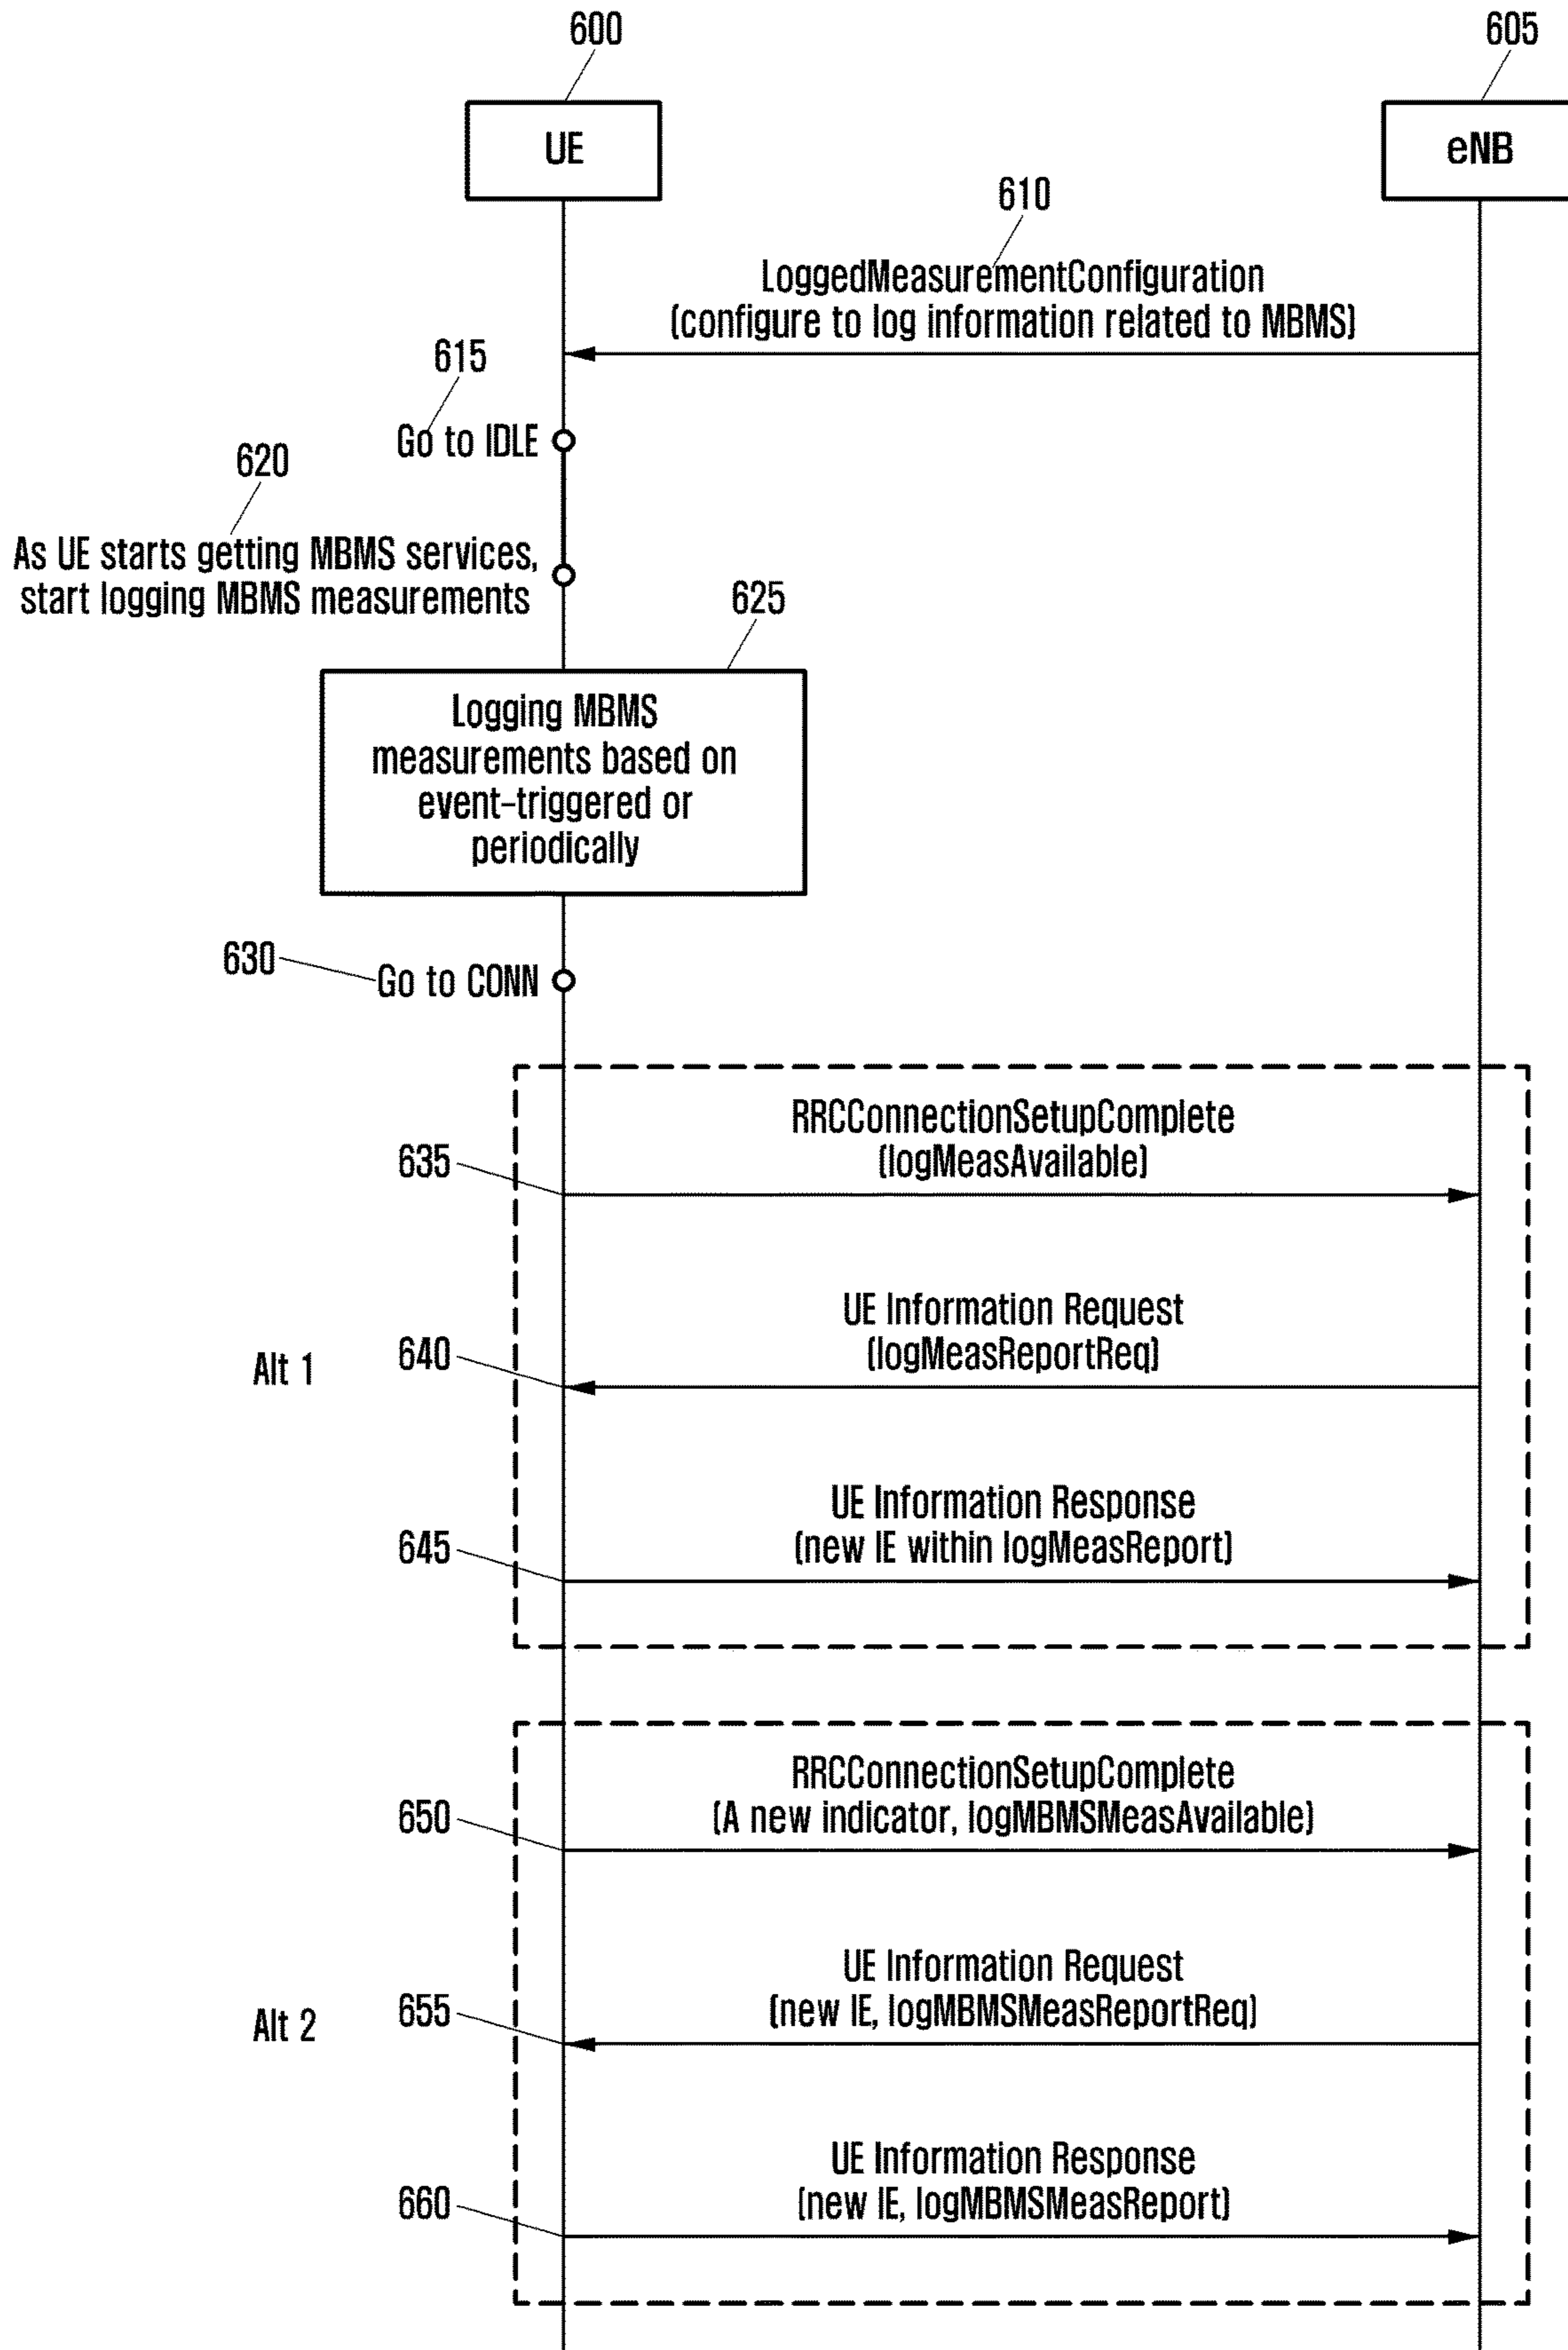 600
605
UE
eNB
610
LoggedMeasurementConfiguration
(configure to log information related to MBMS)
615
Go to IDLE
620
As UE starts getting MBMS services,
start logging MBMS measurements
625
Logging MBMS
measurements based on
event-triggered or
periodically
630
Go to CONN
RRCConnectionSetupComplete
(logMeasAvailable)
635
UE Information Request
(logMeasReportReq)
640
Alt 1
UE Information Response
(new IE within logMeasReport)
645
RRCConnectionSetupComplete
(A new indicator, logMBMSMeasAvailable)
650
UE Information Request
(new IE, logMBMSMeasReportReq)
655
Alt 2
UE Information Response
(new IE, logMBMSMeasReport)
660